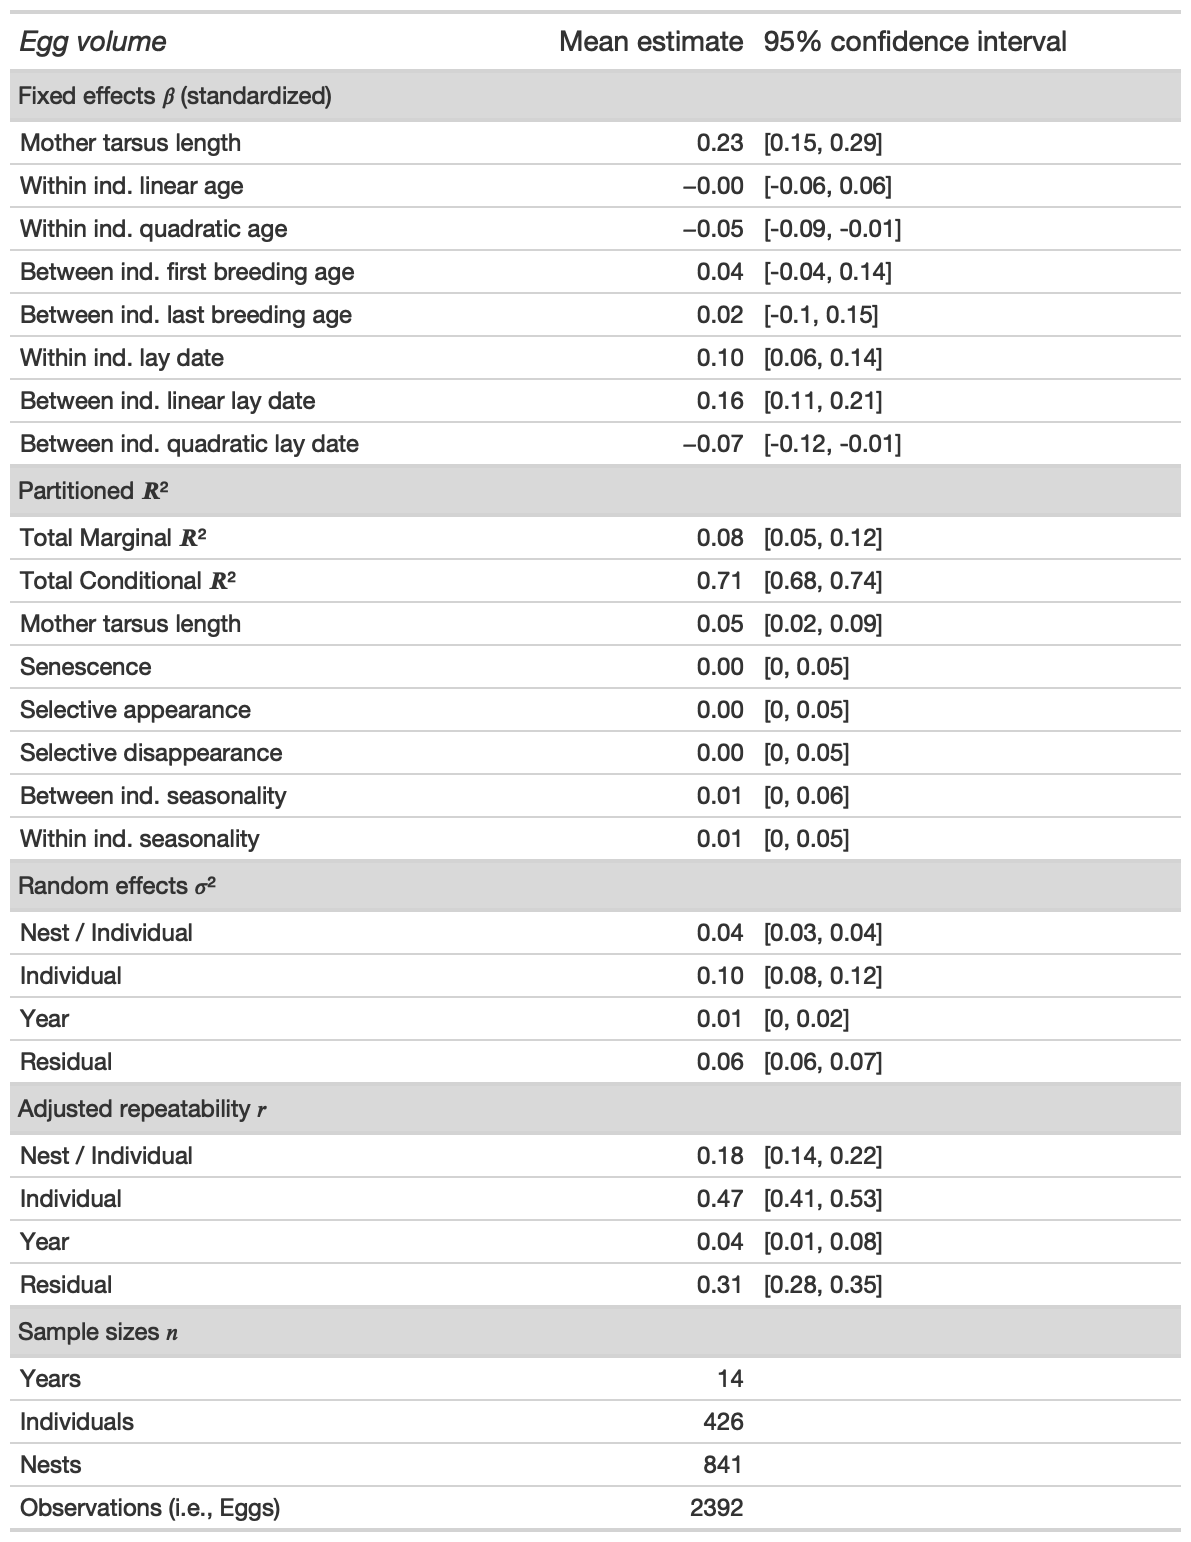 Egg volume Mean estimate 95% confidence interval
Fixed effects β (standardized)
Mother tarsus length 0.23 [0.15, 0.29]
Within ind. linear age −0.00 [-0.06, 0.06]
Within ind. quadratic age −0.05 [-0.09, -0.01]
Between ind. first breeding age 0.04 [-0.04, 0.14]
Between ind. last breeding age 0.02 [-0.1, 0.15]
Within ind. lay date 0.10 [0.06, 0.14]
Between ind. linear lay date 0.16 [0.11, 0.21]
Between ind. quadratic lay date −0.07 [-0.12, -0.01]
Partitioned R²
Total Marginal R² 0.08 [0.05, 0.12]
Total Conditional R² 0.71 [0.68, 0.74]
Mother tarsus length 0.05 [0.02, 0.09]
Senescence 0.00 [0, 0.05]
Selective appearance 0.00 [0, 0.05]
Selective disappearance 0.00 [0, 0.05]
Between ind. seasonality 0.01 [0, 0.06]
Within ind. seasonality 0.01 [0, 0.05]
Random effects σ²
Nest / Individual 0.04 [0.03, 0.04]
Individual 0.10 [0.08, 0.12]
Year 0.01 [0, 0.02]
Residual 0.06 [0.06, 0.07]
Adjusted repeatability r
Nest / Individual 0.18 [0.14, 0.22]
Individual 0.47 [0.41, 0.53]
Year 0.04 [0.01, 0.08]
Residual 0.31 [0.28, 0.35]
Sample sizes n
Years 14
Individuals 426
Nests 841
Observations (i.e., Eggs) 2392